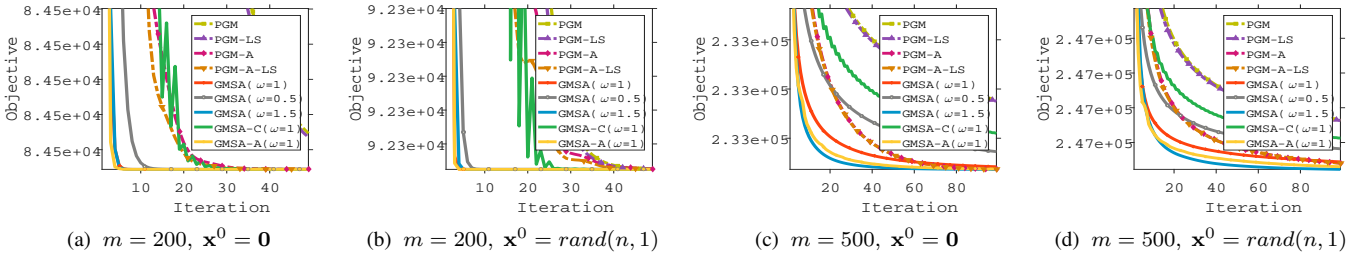 Objective
8.45e+04
8.45e+04
8.45e+04
8.45e+04
8.45e+04
10 20 30 40
Iteration
PGM
PGM-LS
PGM-A
PGM-A-LS
GMSA(ω=1)
GMSA(ω=0.5)
GMSA(ω=1.5)
GMSA-C(ω=1)
GMSA-A(ω=1)
(a) m = 200, x⁰ = 0
Objective
9.23e+04
9.23e+04
9.23e+04
9.23e+04
9.23e+04
10 20 30 40
Iteration
PGM
PGM-LS
PGM-A
PGM-A-LS
GMSA(ω=1)
GMSA(ω=0.5)
GMSA(ω=1.5)
GMSA-C(ω=1)
GMSA-A(ω=1)
(b) m = 200, x⁰ = rand(n, 1)
Objective
2.33e+05
2.33e+05
20 40 60 80
Iteration
PGM
PGM-LS
PGM-A
PGM-A-LS
GMSA(ω=1)
GMSA(ω=0.5)
GMSA(ω=1.5)
GMSA-C(ω=1)
GMSA-A(ω=1)
(c) m = 500, x⁰ = 0
Objective
2.47e+05
2.47e+05
2.47e+05
2.47e+05
20 40 60 80
Iteration
PGM
PGM-LS
PGM-A
PGM-A-LS
GMSA(ω=1)
GMSA(ω=0.5)
GMSA(ω=1.5)
GMSA-C(ω=1)
GMSA-A(ω=1)
(d) m = 500, x⁰ = rand(n, 1)